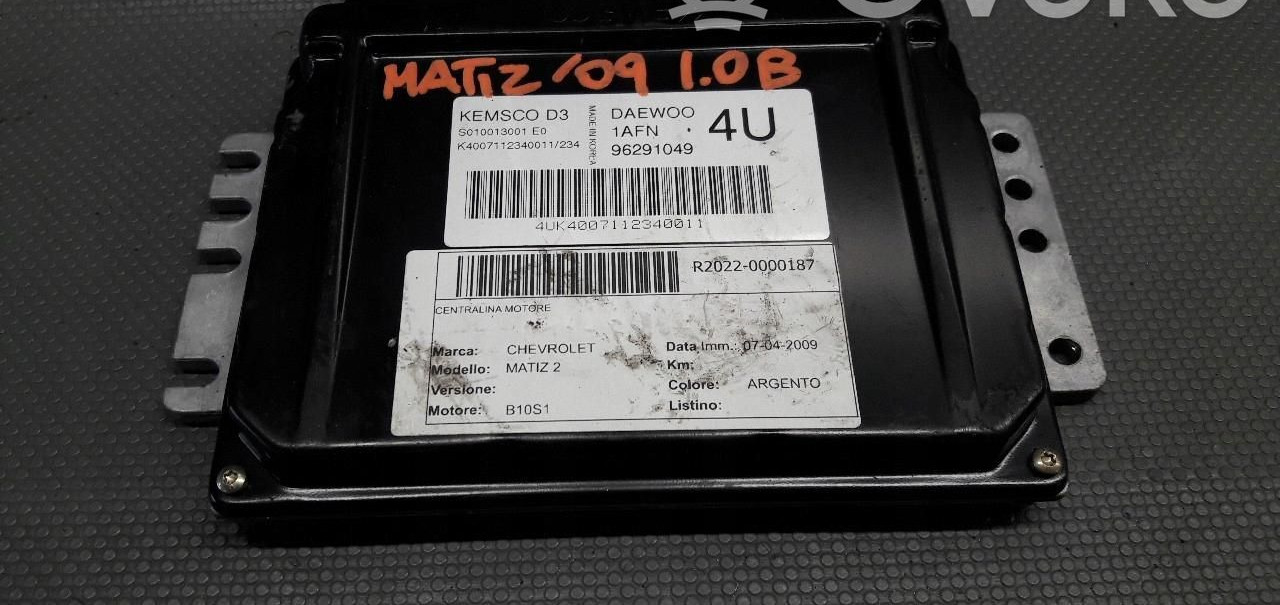 MATIZ '09 1.0B
KEMSCO D3
S010013001 E0
K4007112340011/234
MADE IN KOREA
DAEWOO
1AFN
96291049
4U
4UK4007112340011
R2022-0000187
CENTRALINA MOTORE
Marca: CHEVROLET Data Imm.: 07-04-2009
Modello: MATIZ 2 Km:
Versione: Colore: ARGENTO
Motore: B10S1 Listino: